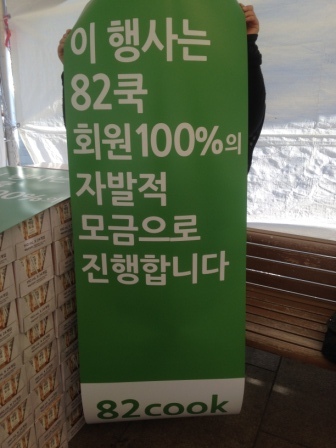 이 행사는
82쿡
회원100%의
자발적
모금으로
진행합니다
82cook